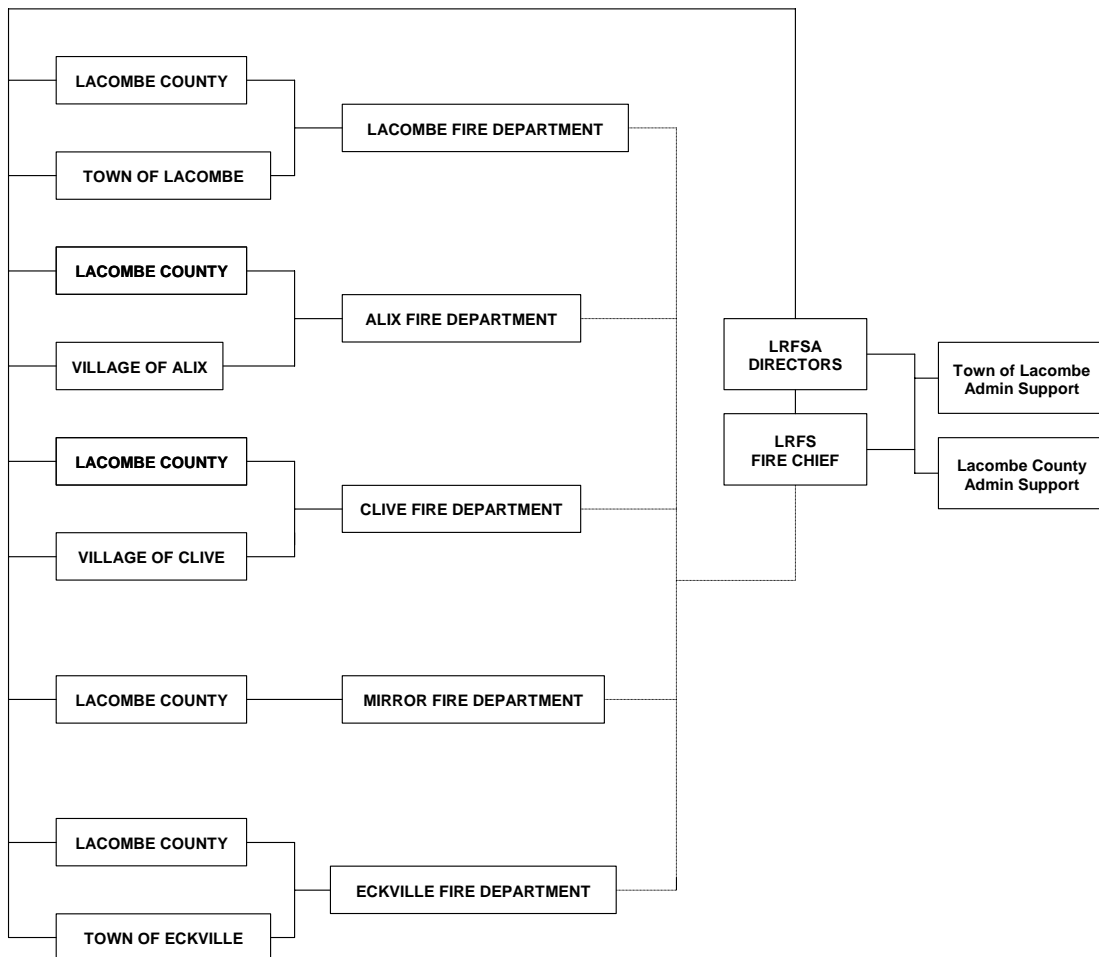 LACOMBE COUNTY
LACOMBE FIRE DEPARTMENT
TOWN OF LACOMBE
LACOMBE COUNTY
ALIX FIRE DEPARTMENT
VILLAGE OF ALIX
LRFSA
DIRECTORS
Town of Lacombe
Admin Support
LRFS
FIRE CHIEF
Lacombe County
Admin Support
LACOMBE COUNTY
CLIVE FIRE DEPARTMENT
VILLAGE OF CLIVE
LACOMBE COUNTY
MIRROR FIRE DEPARTMENT
LACOMBE COUNTY
ECKVILLE FIRE DEPARTMENT
TOWN OF ECKVILLE